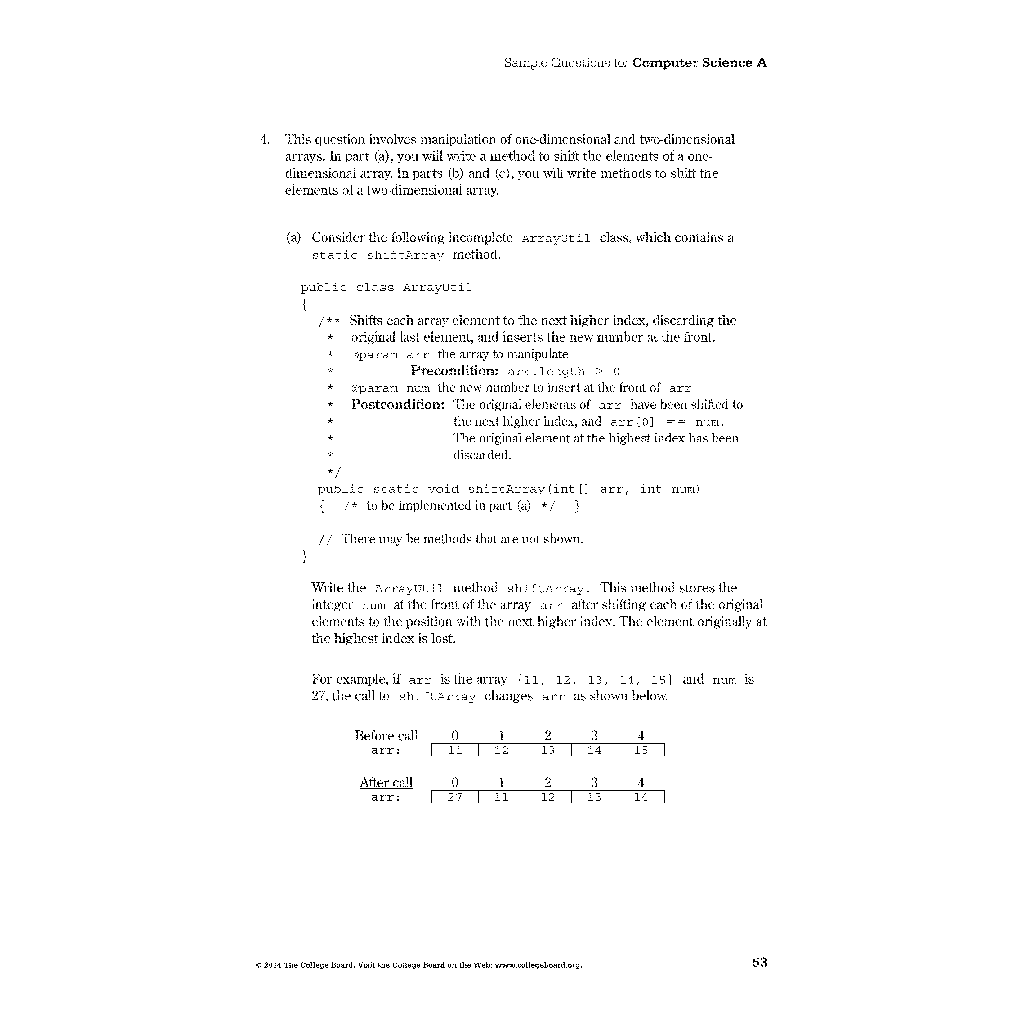 Sample Questions for Computer Science A
4. This question involves manipulation of one-dimensional and two-dimensional
arrays. In part (a), you will write a method to shift the elements of a one-
dimensional array. In parts (b) and (c), you will write methods to shift the
elements of a two-dimensional array.
(a) Consider the following incomplete ArrayUtil class, which contains a
static shiftArray method.
public class ArrayUtil
{
/** Shifts each array element to the next higher index, discarding the
* original last element, and inserts the new number at the front.
* @param arr the array to manipulate
* Precondition: arr.length > 0
* @param num the new number to insert at the front of arr
* Postcondition: The original elements of arr have been shifted to
* the next higher index, and arr[0] == num.
* The original element at the highest index has been
* discarded.
*/
public static void shiftArray(int[] arr, int num)
{ /* to be implemented in part (a) */ }
// There may be methods that are not shown.
}
Write the ArrayUtil method shiftArray. This method stores the
integer num at the front of the array arr after shifting each of the original
elements to the position with the next higher index. The element originally at
the highest index is lost.
For example, if arr is the array {11, 12, 13, 14, 15} and num is
27, the call to shiftArray changes arr as shown below.
Before call 0 1 2 3 4
arr: 11 12 13 14 15
After call 0 1 2 3 4
arr: 27 11 12 13 14
© 2014 The College Board. Visit the College Board on the Web: www.collegeboard.org. 53